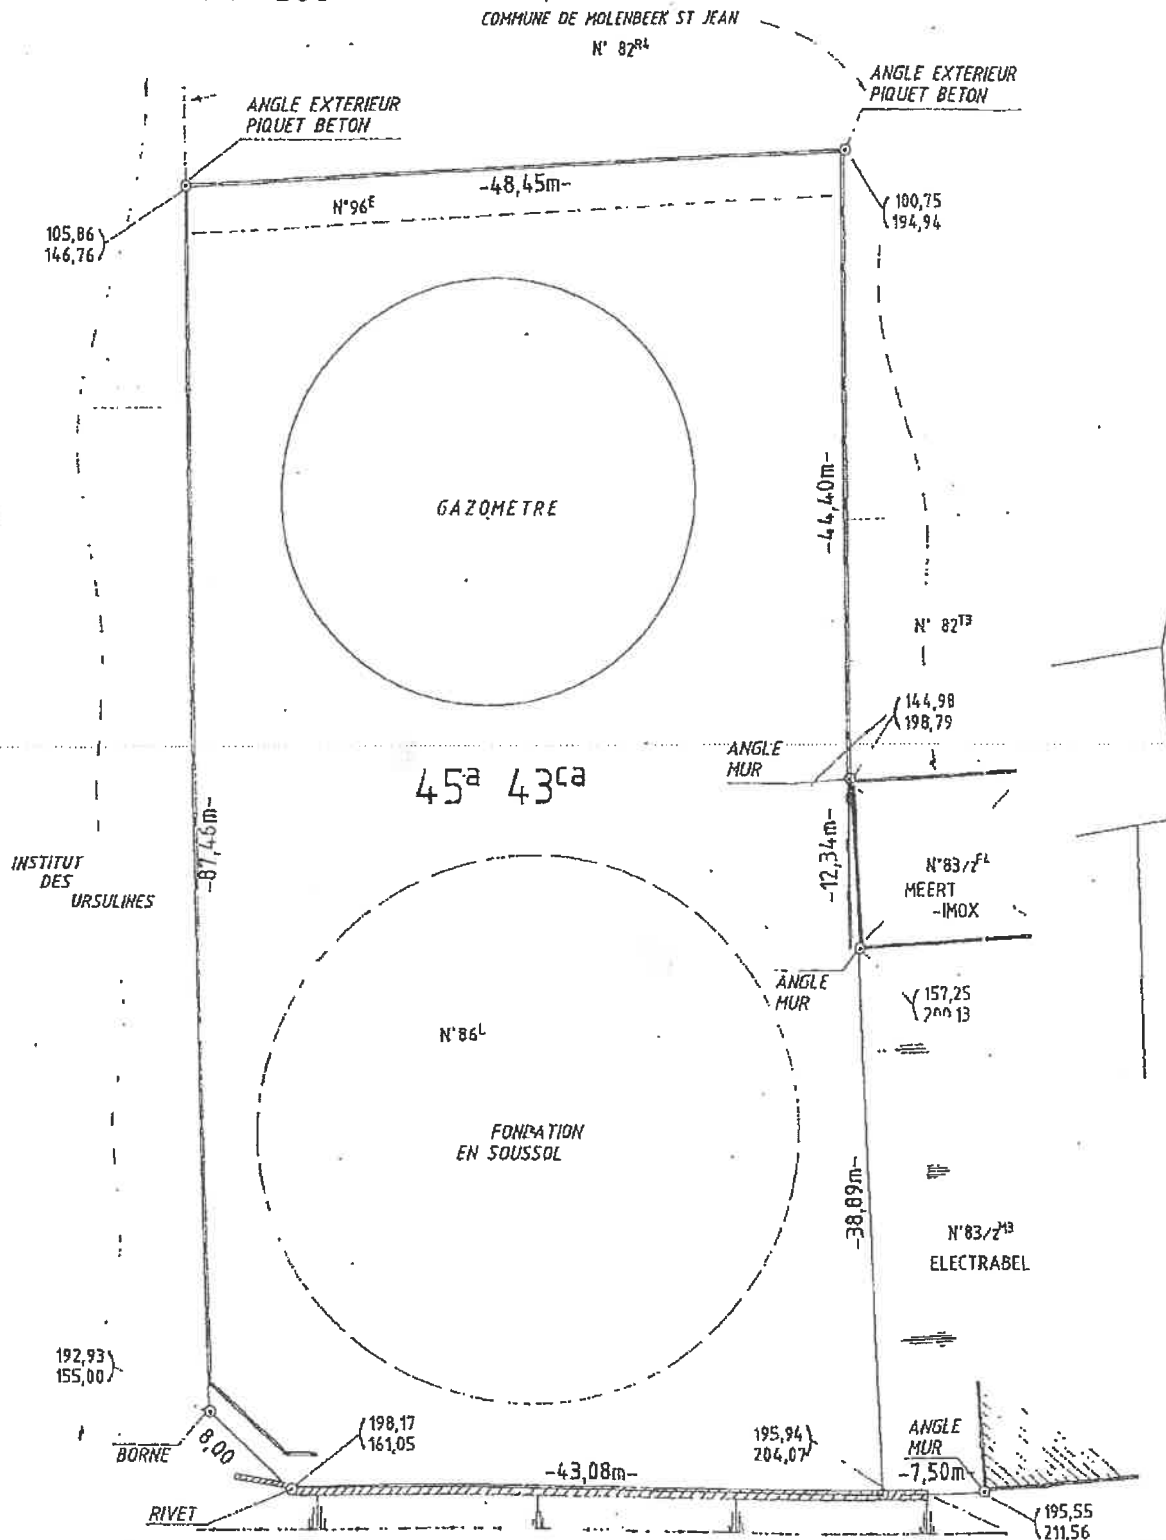 COMMUNE DE MOLENBEEK ST JEAN
N° 82R4
ANGLE EXTERIEUR
PIQUET BETON
ANGLE EXTERIEUR
PIQUET BETON
-48,45m-
N°96E
105,86
146,76
100,75
194,94
GAZOMETRE
-44,40m-
N° 82T3
144,98
198,79
ANGLE
MUR
45a 43ca
-87,46m-
-12,34m-
INSTITUT
DES
URSULINES
N°83/2F4
MEERT
-IMOX
ANGLE
MUR
157,25
200,13
N°86L
FONDATION
EN SOUSSOL
-38,89m-
N°83/2M3
ELECTRABEL
192,93
155,00
BORNE
8,00
198,17
161,05
195,94
204,07
ANGLE
MUR
-7,50m-
-43,08m-
RIVET
195,55
211,56